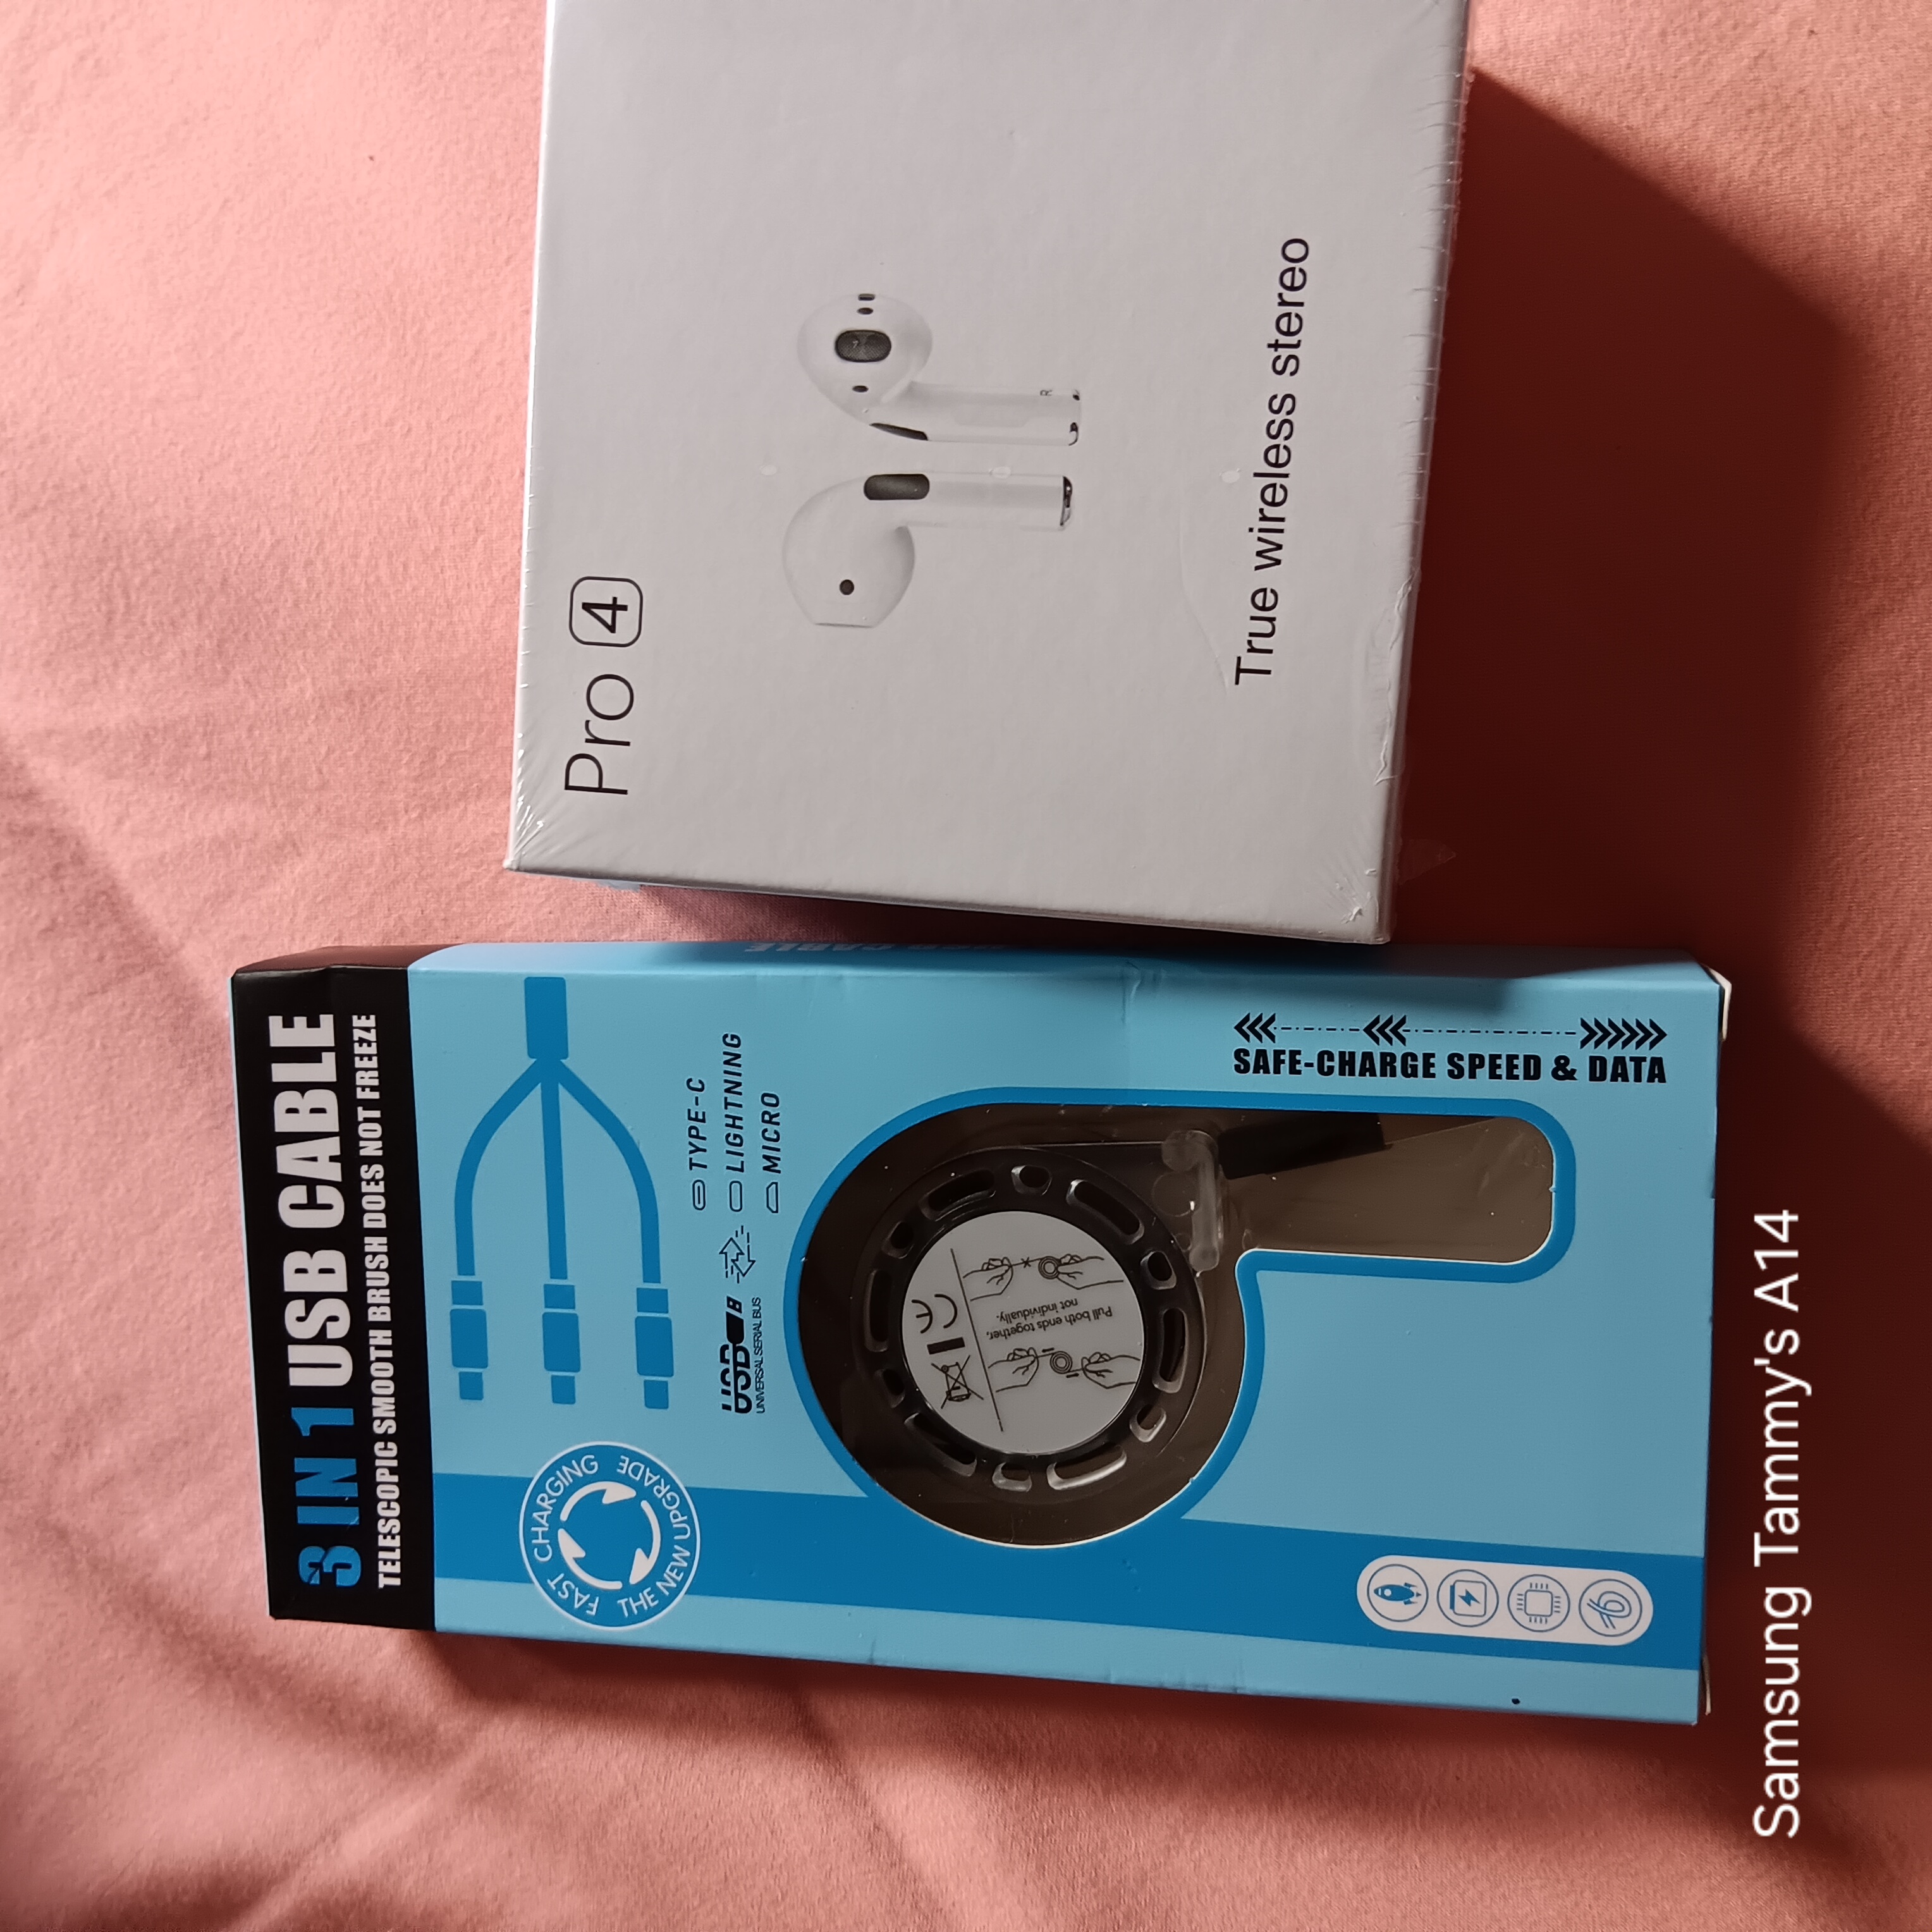 Pro 4
R
True wireless stereo
3 IN 1 USB CABLE
TELESCOPIC SMOOTH BRUSH DOES NOT FREEZE
TYPE-C
LIGHTNING
MICRO
USB
UNIVERSAL SERIAL BUS
FAST CHARGING
THE NEW UPGRADE
CE
Pull both ends together,
not individually.
SAFE-CHARGE SPEED & DATA
Samsung Tammy's A14